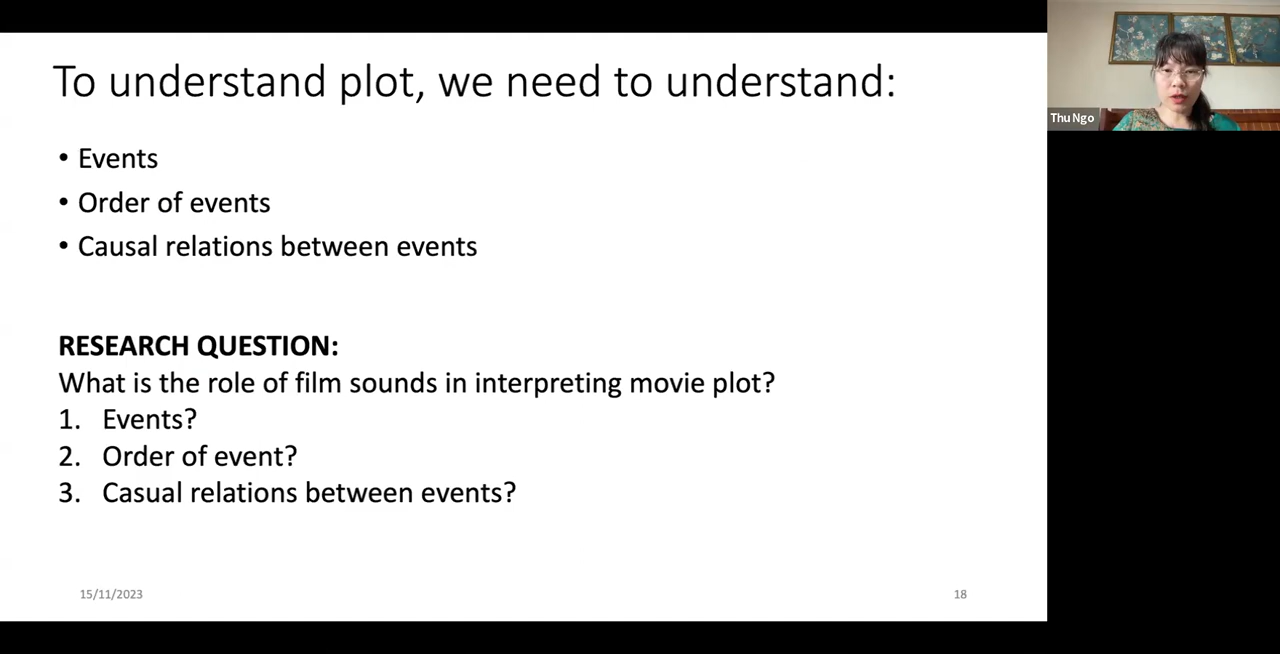 To understand plot, we need to understand:
• Events
• Order of events
• Causal relations between events
RESEARCH QUESTION:
What is the role of film sounds in interpreting movie plot?
1. Events?
2. Order of event?
3. Casual relations between events?
15/11/2023
18
Thu Ngo